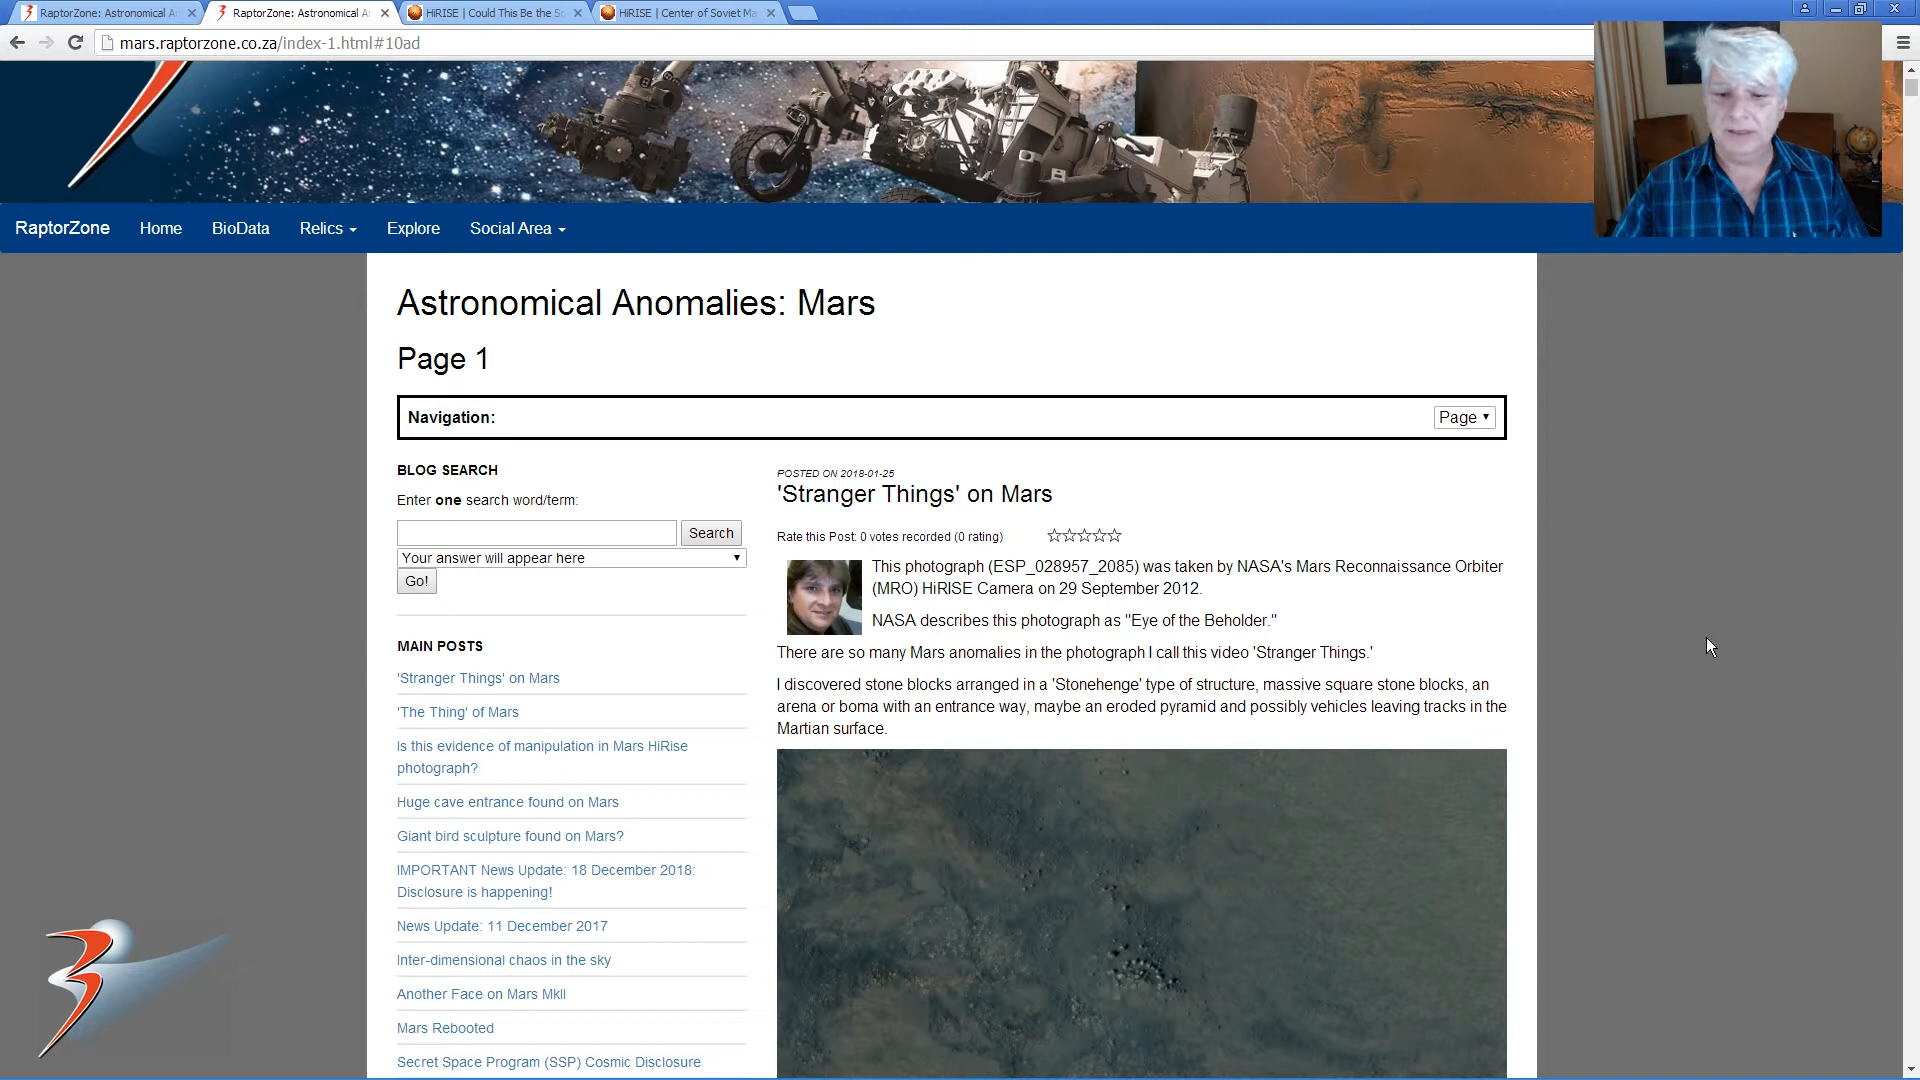 RaptorZone: Astronomical A
RaptorZone: Astronomical A
HiRISE | Could This Be the S
HiRISE | Center of Soviet Ma
mars.raptorzone.co.za/index-1.html#10ad
RaptorZone
Home
BioData
Relics
Explore
Social Area
Astronomical Anomalies: Mars
Page 1
Navigation:
Page
BLOG SEARCH
Enter one search word/term:
Search
Your answer will appear here
Go!
MAIN POSTS
'Stranger Things' on Mars
'The Thing' of Mars
Is this evidence of manipulation in Mars HiRise
photograph?
Huge cave entrance found on Mars
Giant bird sculpture found on Mars?
IMPORTANT News Update: 18 December 2018:
Disclosure is happening!
News Update: 11 December 2017
Inter-dimensional chaos in the sky
Another Face on Mars MkII
Mars Rebooted
Secret Space Program (SSP) Cosmic Disclosure
POSTED ON 2018-01-25
'Stranger Things' on Mars
Rate this Post: 0 votes recorded (0 rating)
This photograph (ESP_028957_2085) was taken by NASA's Mars Reconnaissance Orbiter
(MRO) HiRISE Camera on 29 September 2012.
NASA describes this photograph as "Eye of the Beholder."
There are so many Mars anomalies in the photograph I call this video 'Stranger Things.'
I discovered stone blocks arranged in a 'Stonehenge' type of structure, massive square stone blocks, an
arena or boma with an entrance way, maybe an eroded pyramid and possibly vehicles leaving tracks in the
Martian surface.